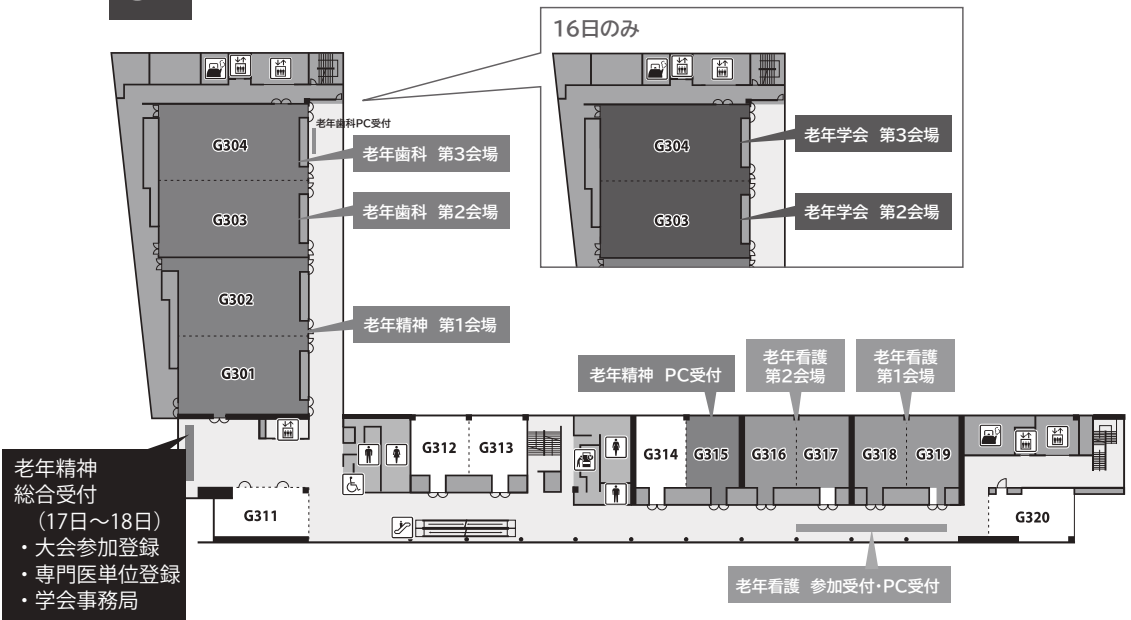 16日のみ
G304
老年学会 第3会場
G303
老年学会 第2会場
老年歯科PC受付
G304
老年歯科 第3会場
G303
老年歯科 第2会場
G302
老年精神 第1会場
G301
老年精神 PC受付
老年看護
第2会場
老年看護
第1会場
G312
G313
G314
G315
G316
G317
G318
G319
G311
G320
老年精神
総合受付
（17日～18日）
・大会参加登録
・専門医単位登録
・学会事務局
老年看護 参加受付・PC受付